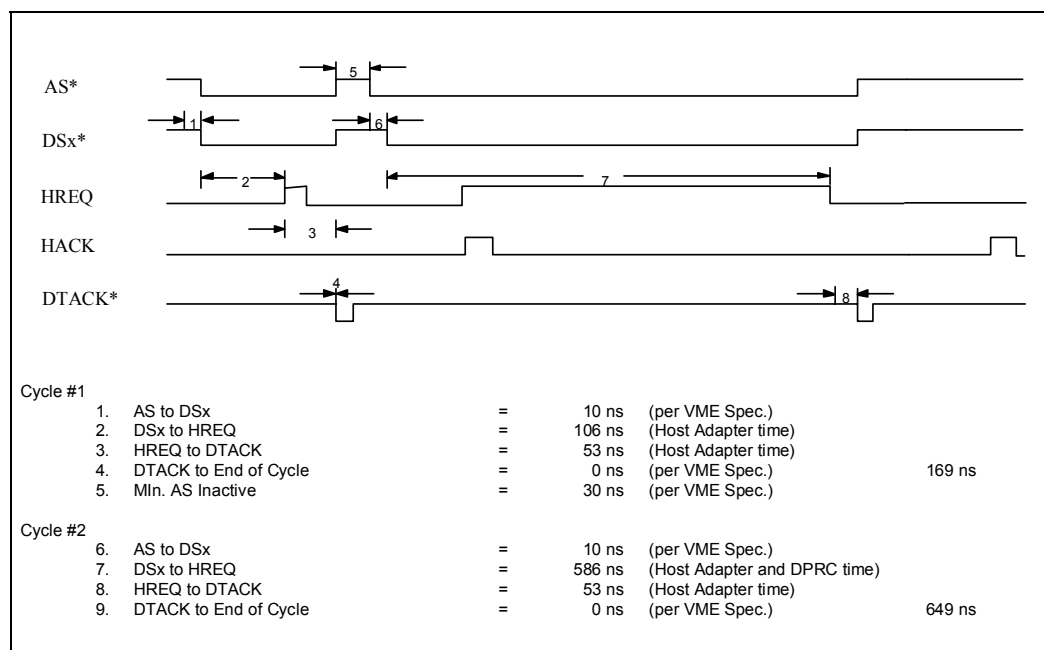 AS*
5
1
6
DSx*
2
7
HREQ
3
HACK
4
DTACK*
8
Cycle #1
1. AS to DSx = 10 ns (per VME Spec.)
2. DSx to HREQ = 106 ns (Host Adapter time)
3. HREQ to DTACK = 53 ns (Host Adapter time)
4. DTACK to End of Cycle = 0 ns (per VME Spec.) 169 ns
5. MIn. AS Inactive = 30 ns (per VME Spec.)
Cycle #2
6. AS to DSx = 10 ns (per VME Spec.)
7. DSx to HREQ = 586 ns (Host Adapter and DPRC time)
8. HREQ to DTACK = 53 ns (Host Adapter time)
9. DTACK to End of Cycle = 0 ns (per VME Spec.) 649 ns